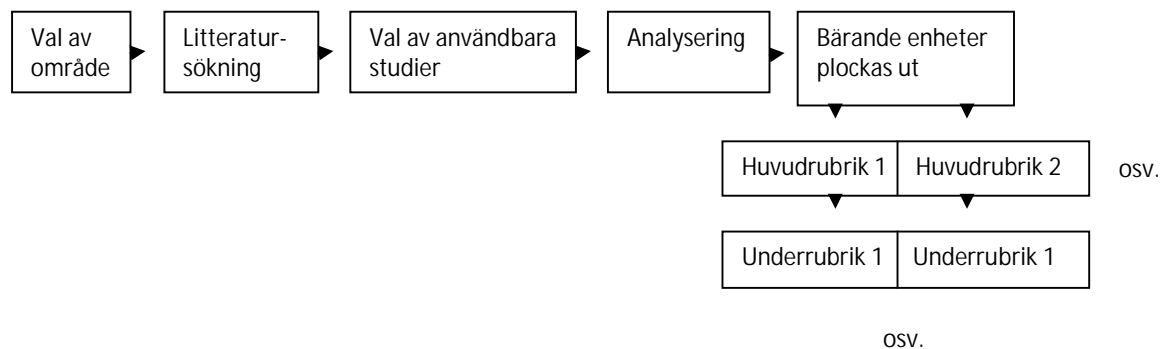 Val av
område
Litteratur-
sökning
Val av användbara
studier
Analysering
Bärande enheter
plockas ut
Huvudrubrik 1
Huvudrubrik 2
osv.
Underrubrik 1
Underrubrik 1
osv.